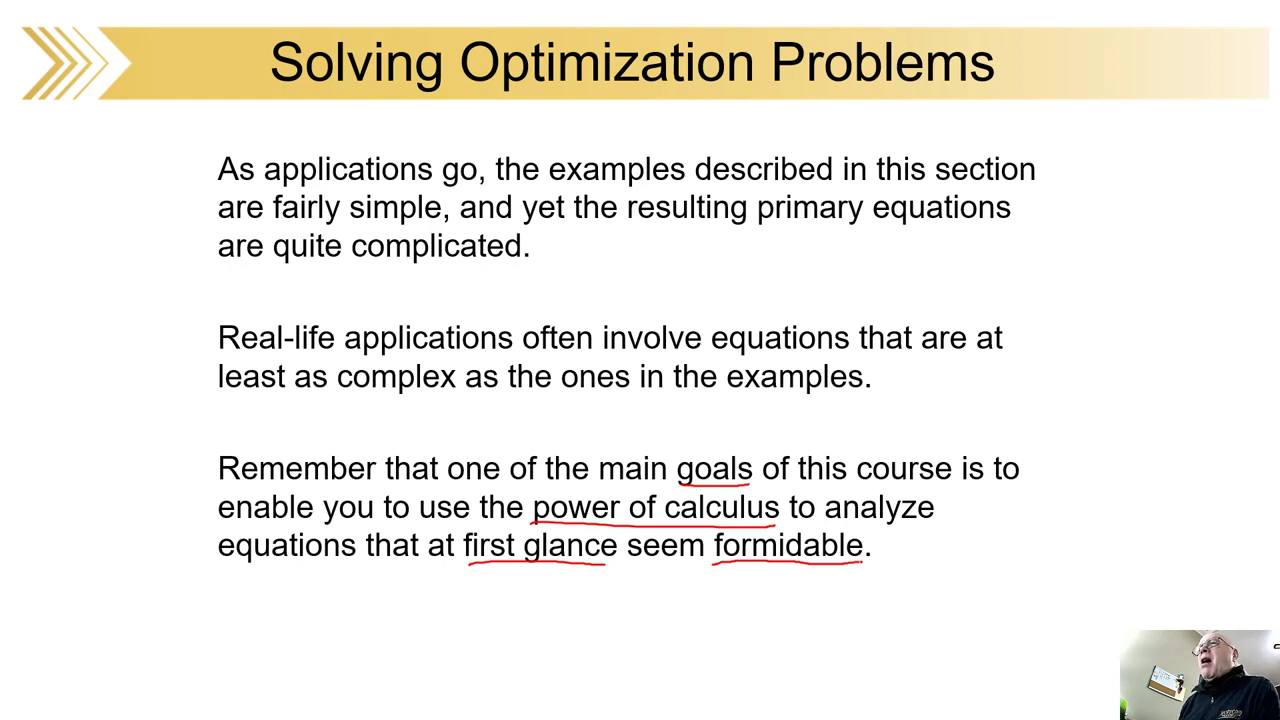 Solving Optimization Problems
As applications go, the examples described in this section
are fairly simple, and yet the resulting primary equations
are quite complicated.
Real-life applications often involve equations that are at
least as complex as the ones in the examples.
Remember that one of the main goals of this course is to
enable you to use the power of calculus to analyze
equations that at first glance seem formidable.